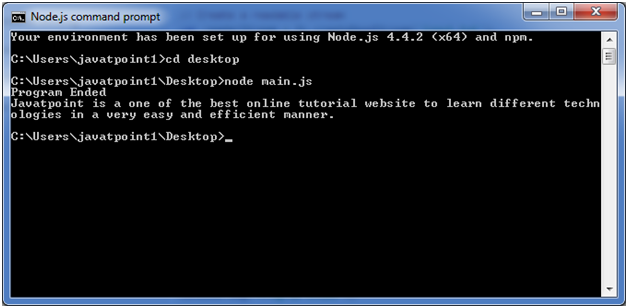 Node.js command prompt
Your environment has been set up for using Node.js 4.4.2 (x64) and npm.
C:\Users\javatpoint1>cd desktop
C:\Users\javatpoint1\Desktop>node main.js
Program Ended
Javatpoint is a one of the best online tutorial website to learn different techn
ologies in a very easy and efficient manner.
C:\Users\javatpoint1\Desktop>_